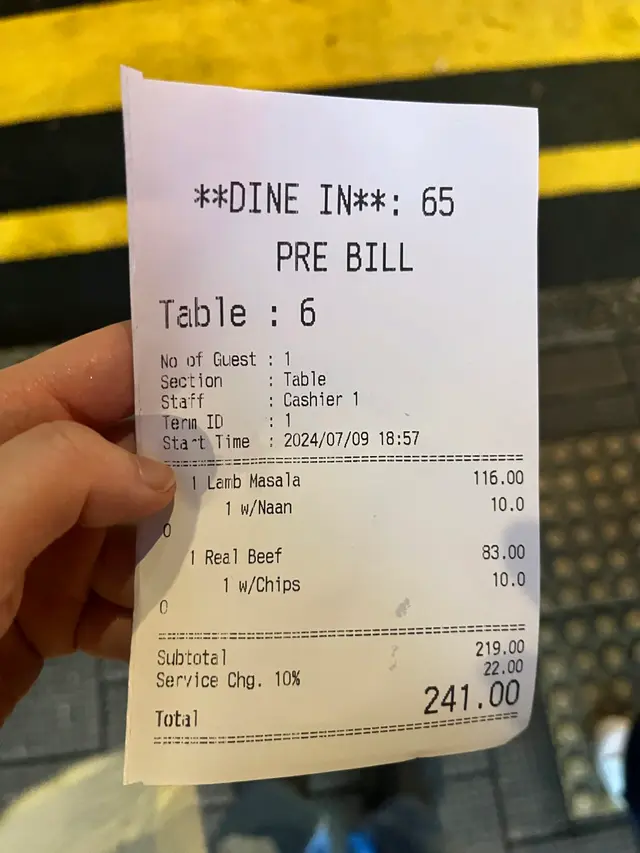 **DINE IN**: 65
PRE BILL
Table : 6
No of Guest : 1
Section : Table
Staff : Cashier 1
Term ID : 1
Start Time : 2024/07/09 18:57
1 Lamb Masala 116.00
1 w/Naan 10.0
0
1 Real Beef 83.00
1 w/Chips 10.0
0
Subtotal 219.00
Service Chg. 10% 22.00
Total 241.00